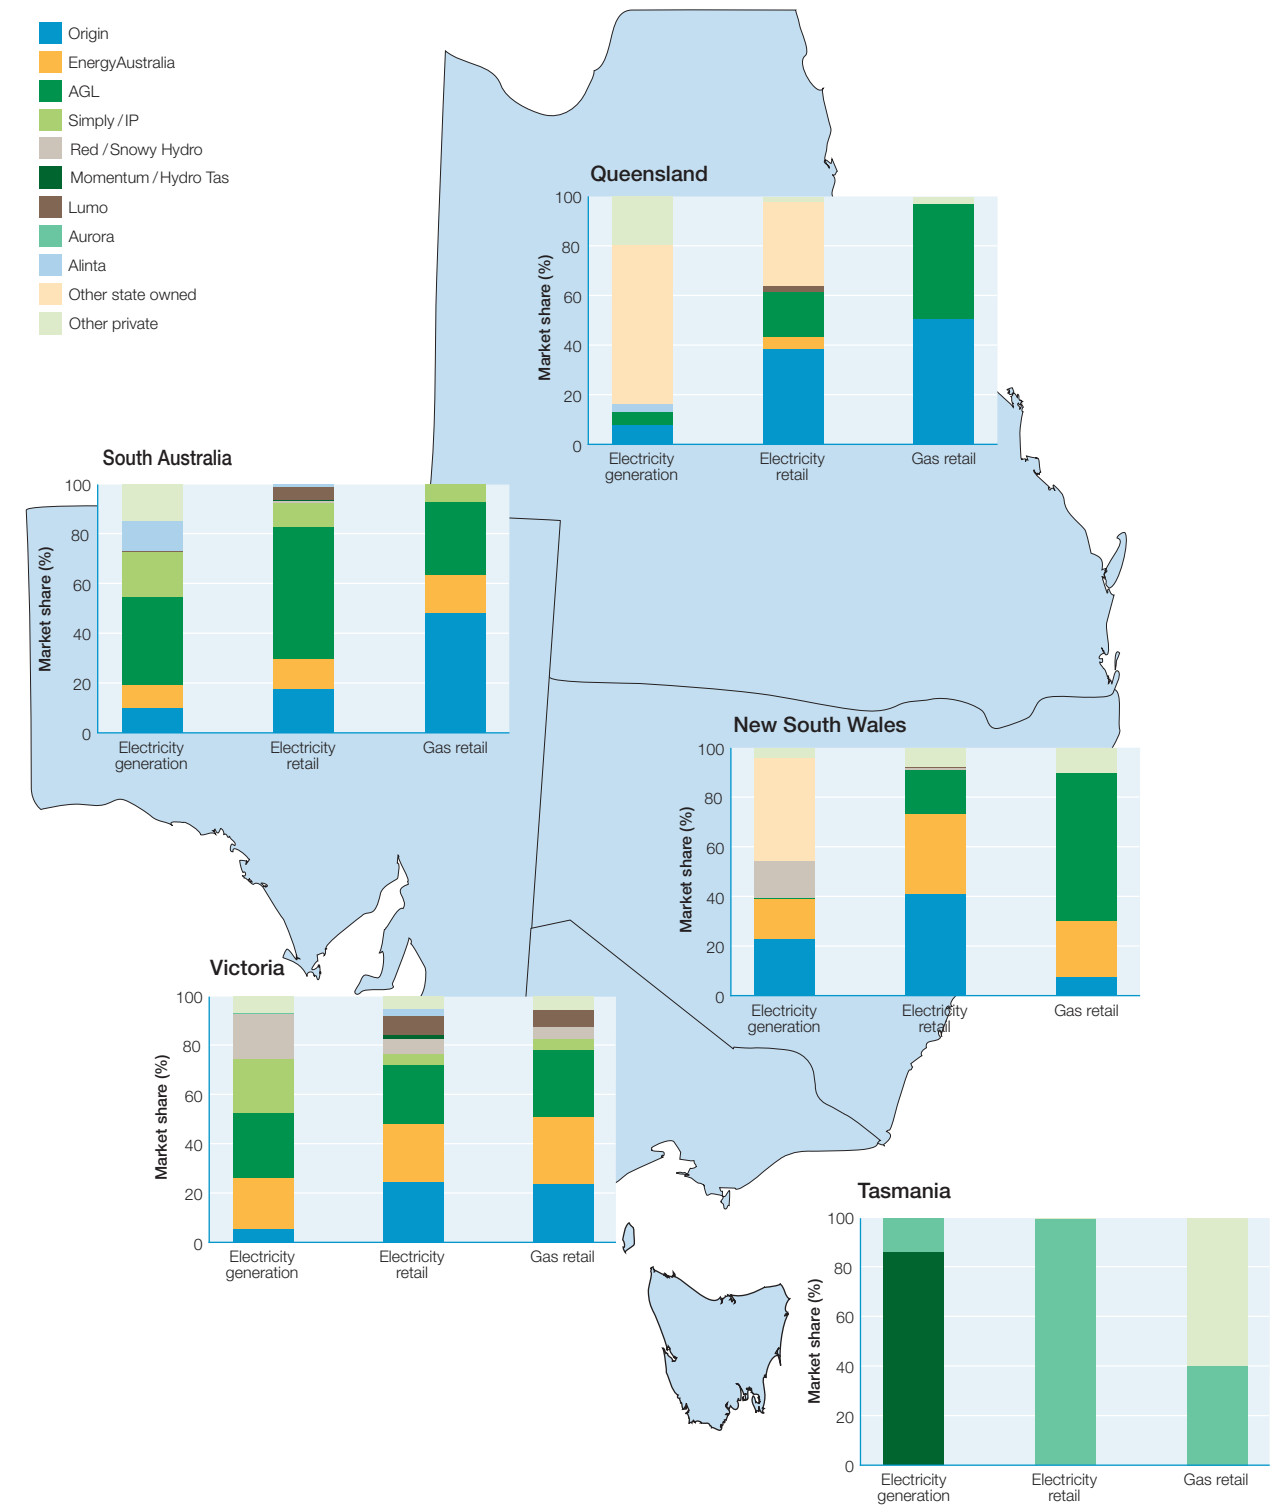 Origin
EnergyAustralia
AGL
Simply / IP
Red / Snowy Hydro
Momentum / Hydro Tas
Lumo
Aurora
Alinta
Other state owned
Other private
Queensland
Market share (%)
100
80
60
40
20
0
Electricity
generation
Electricity
retail
Gas retail
South Australia
Market share (%)
100
80
60
40
20
0
Electricity
generation
Electricity
retail
Gas retail
New South Wales
Market share (%)
100
80
60
40
20
0
Electricity
generation
Electricity
retail
Gas retail
Victoria
Market share (%)
100
80
60
40
20
0
Electricity
generation
Electricity
retail
Gas retail
Tasmania
Market share (%)
100
80
60
40
20
0
Electricity
generation
Electricity
retail
Gas retail